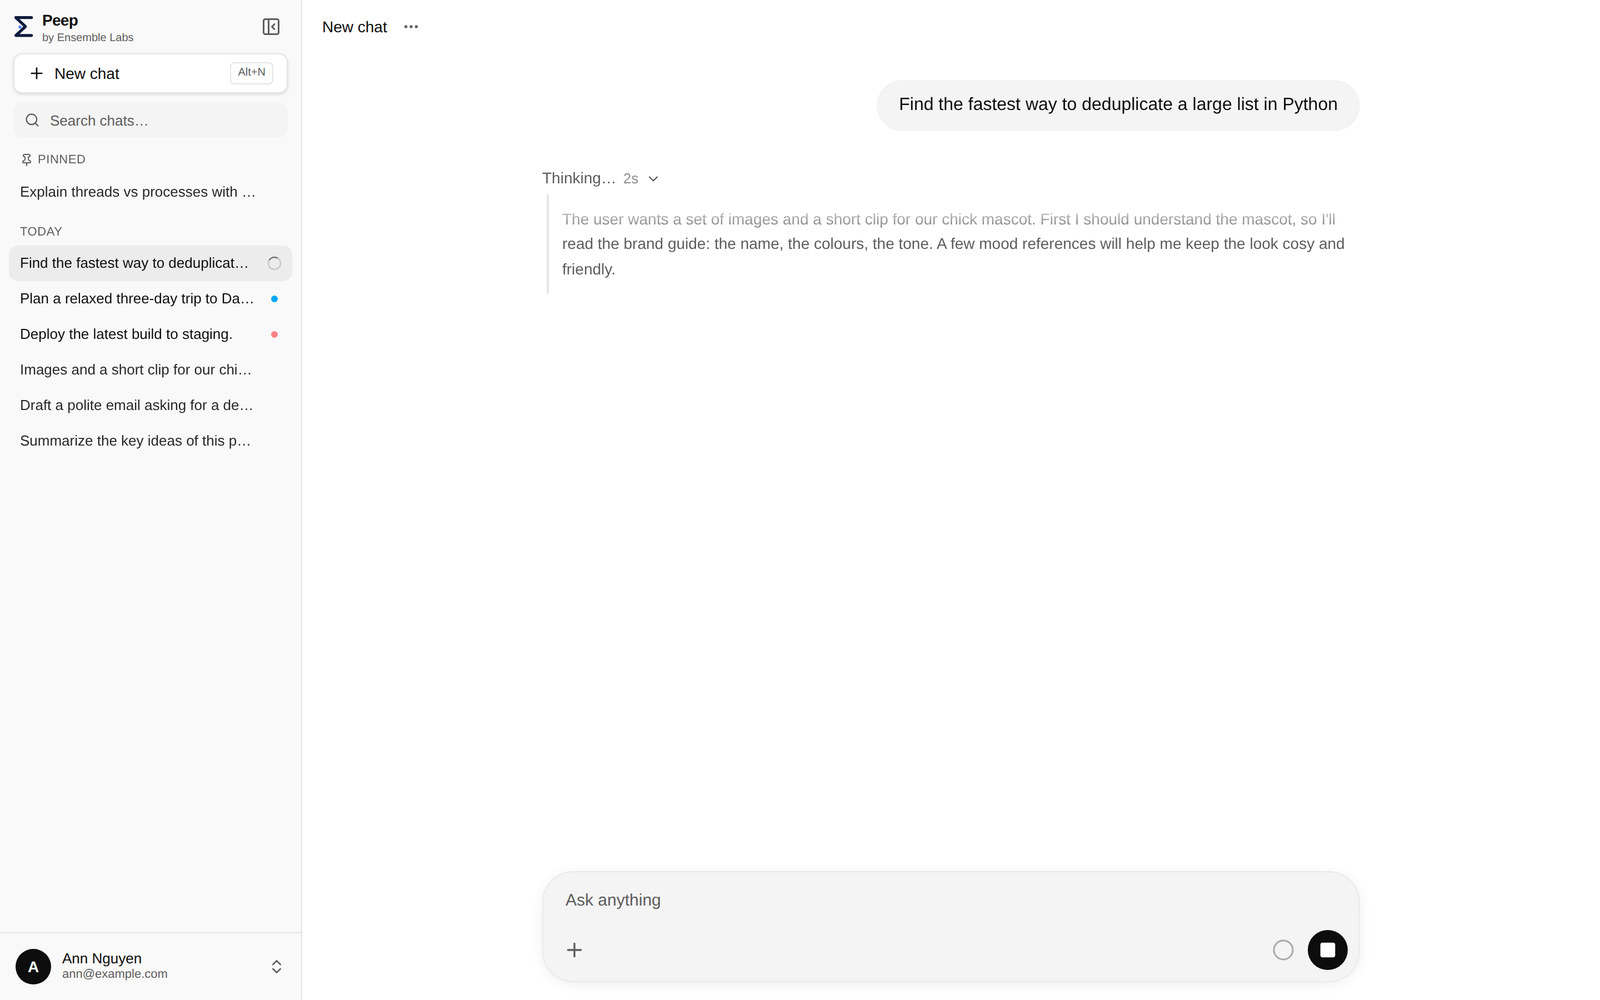 Peep
by Ensemble Labs
New chat
Alt+N
Search chats…
PINNED
Explain threads vs processes with …
TODAY
Find the fastest way to deduplicat…
Plan a relaxed three-day trip to Da…
Deploy the latest build to staging.
Images and a short clip for our chi…
Draft a polite email asking for a de…
Summarize the key ideas of this p…
A
Ann Nguyen
ann@example.com
New chat
Find the fastest way to deduplicate a large list in Python
Thinking… 2s
The user wants a set of images and a short clip for our chick mascot. First I should understand the mascot, so I'll
read the brand guide: the name, the colours, the tone. A few mood references will help me keep the look cosy and
friendly.
Ask anything